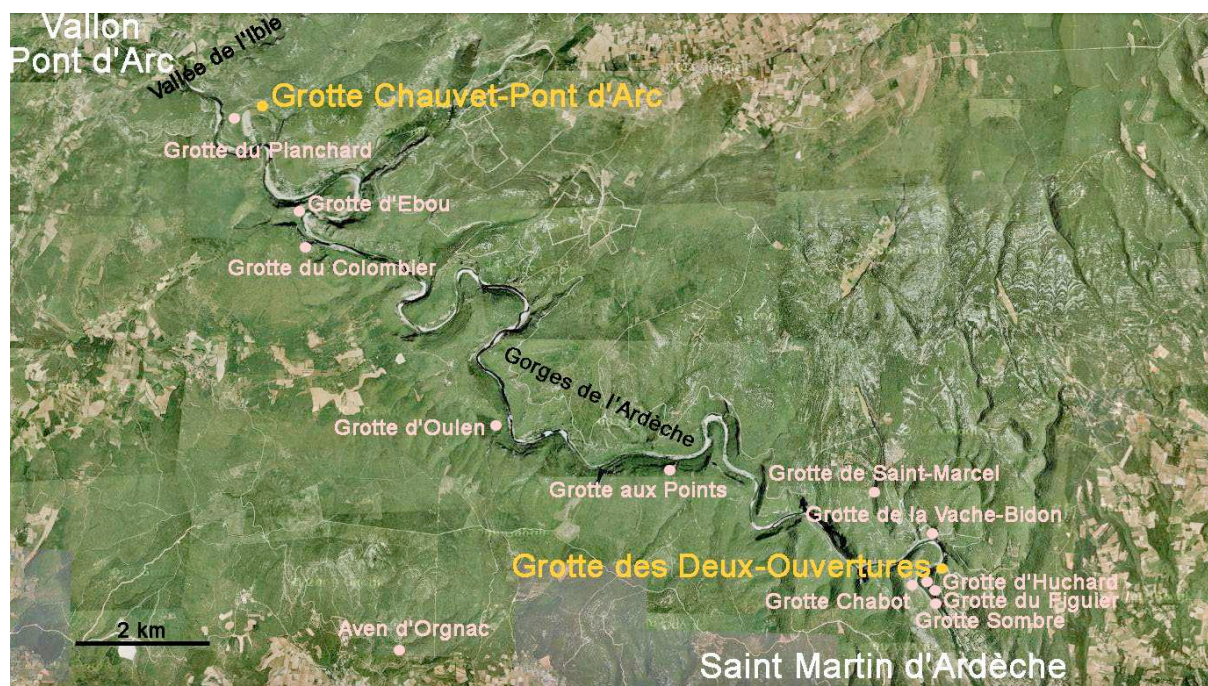 Vallon
Pont d'Arc
Vallée de l'Ible
Grotte Chauvet-Pont d'Arc
Grotte du Planchard
Grotte d'Ebou
Grotte du Colombier
Gorges de l'Ardèche
Grotte d'Oulen
Grotte de Saint-Marcel
Grotte aux Points
Grotte de la Vache-Bidon
Grotte des Deux-Ouvertures
Grotte d'Huchard
Grotte Chabot
Grotte du Figuier
Grotte Sombre
2 km
Aven d'Orgnac
Saint Martin d'Ardèche